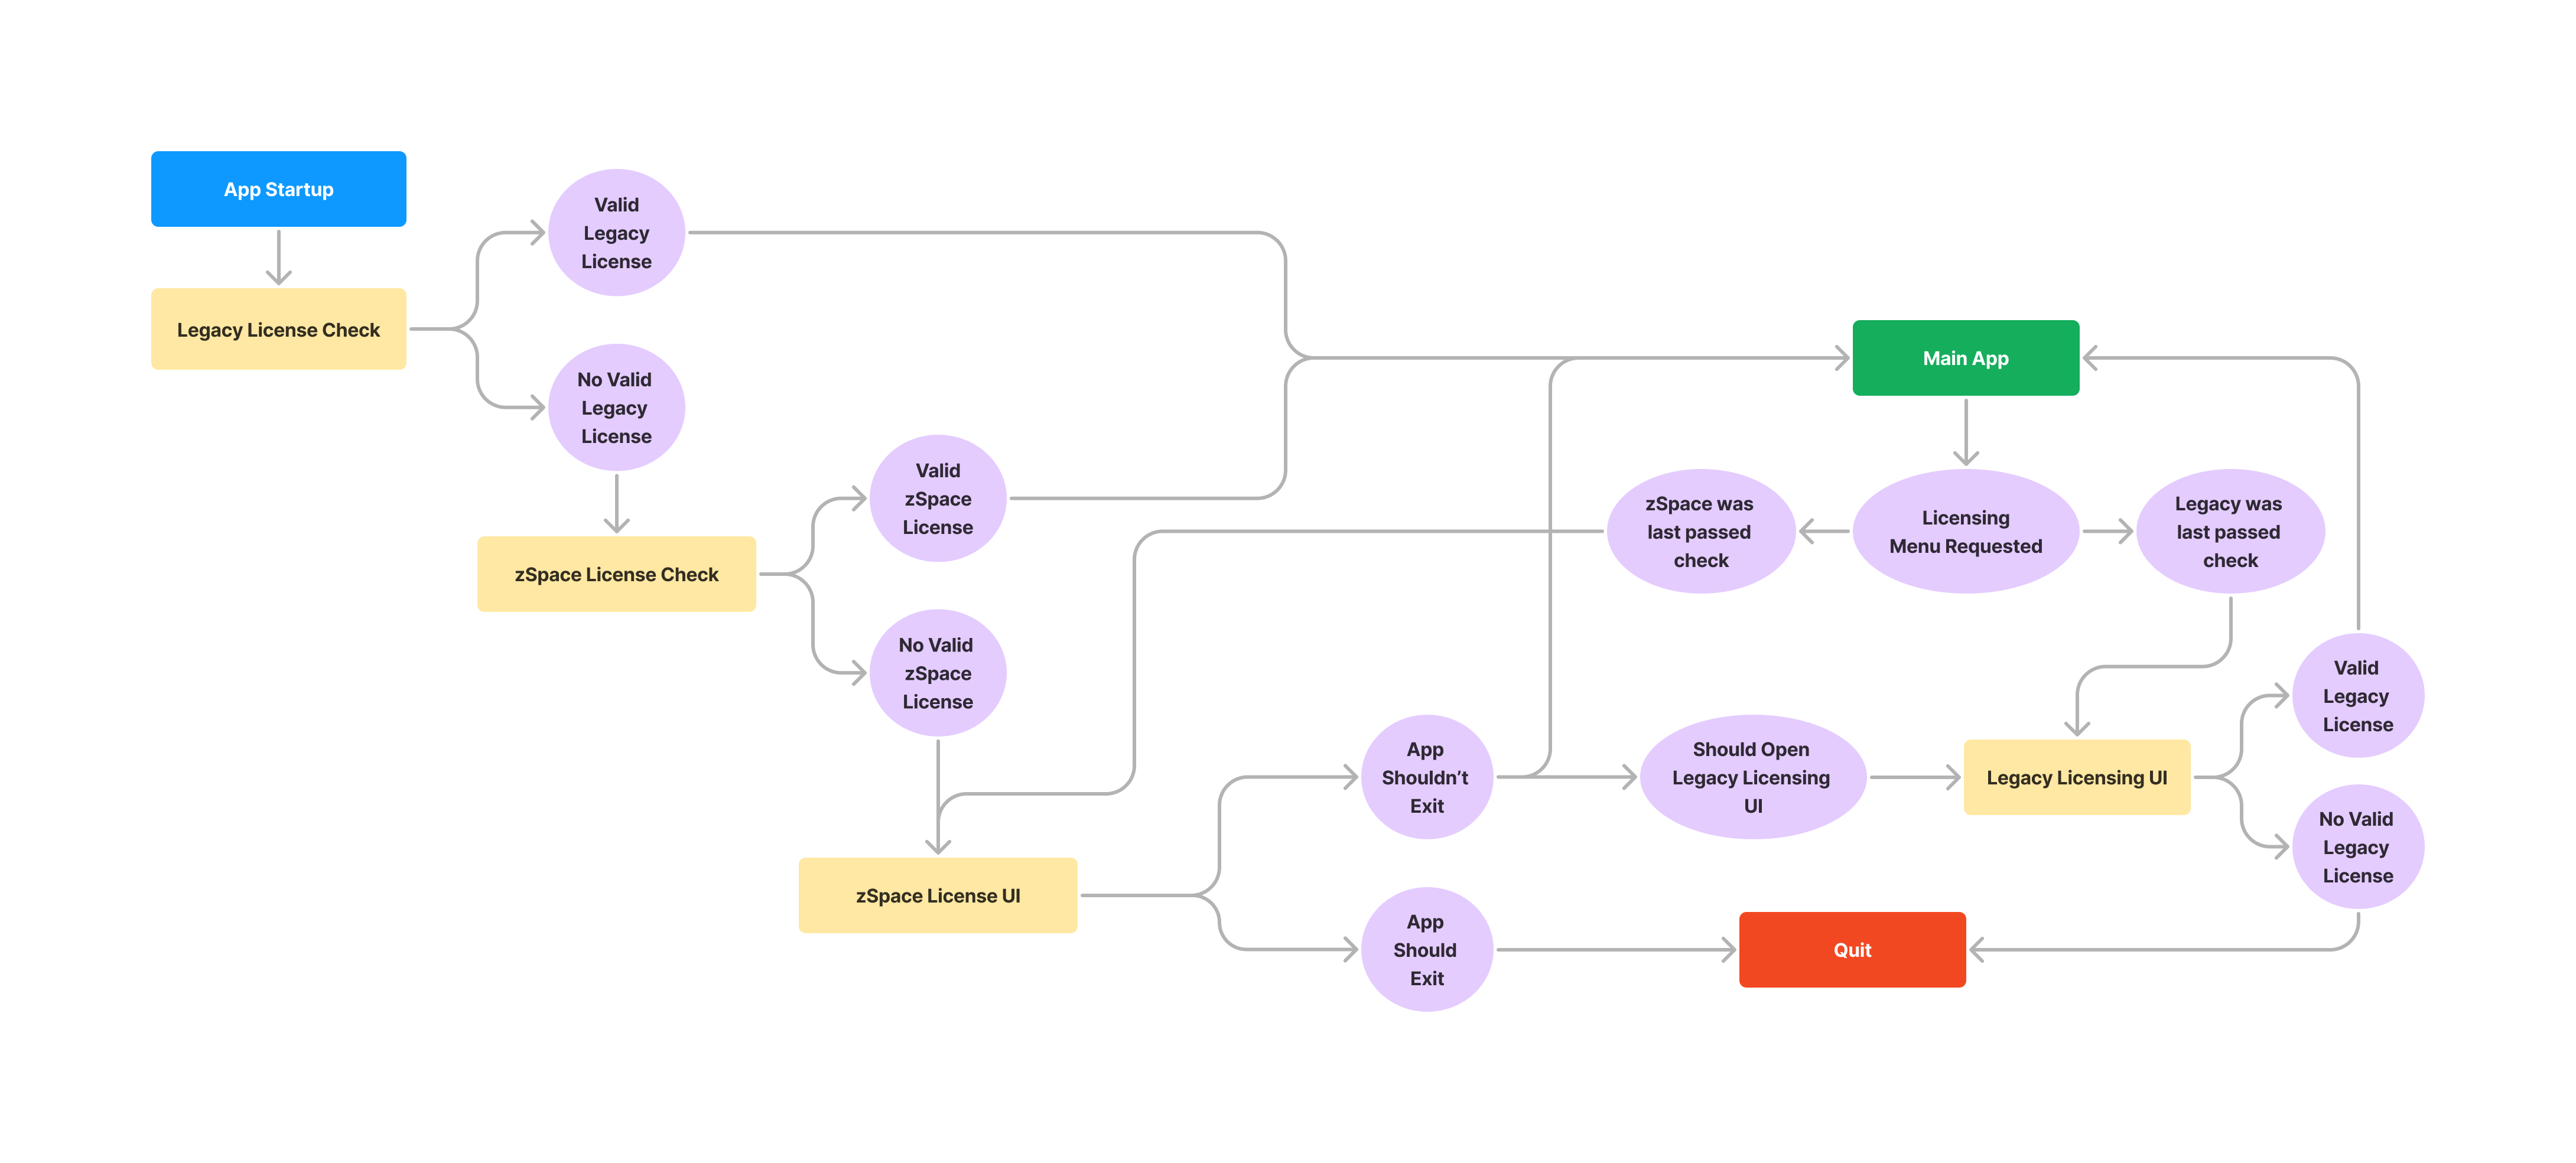 App Startup
Legacy License Check
Valid
Legacy
License
No Valid
Legacy
License
zSpace License Check
Valid
zSpace
License
No Valid
zSpace
License
zSpace License UI
App
Shouldn’t
Exit
App
Should
Exit
Main App
zSpace was
last passed
check
Licensing
Menu Requested
Legacy was
last passed
check
Should Open
Legacy Licensing
UI
Legacy Licensing UI
Valid
Legacy
License
No Valid
Legacy
License
Quit